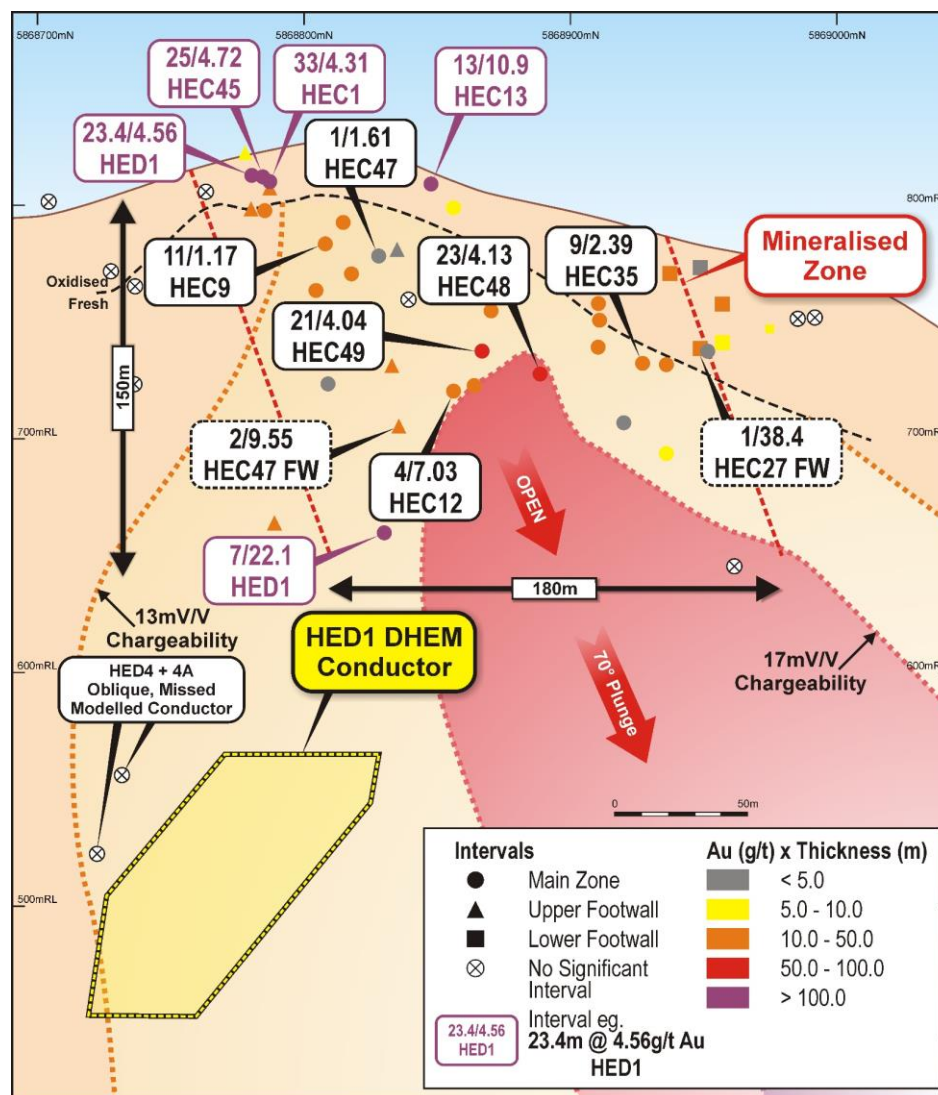 5868700mN
5868800mN
5868900mN
5869000mN
25/4.72
HEC45
33/4.31
HEC1
13/10.9
HEC13
23.4/4.56
HED1
1/1.61
HEC47
800mRL
800mRL
11/1.17
HEC9
23/4.13
HEC48
9/2.39
HEC35
Mineralised
Zone
Oxidised
Fresh
21/4.04
HEC49
150m
700mRL
700mRL
2/9.55
HEC47 FW
4/7.03
HEC12
1/38.4
HEC27 FW
OPEN
7/22.1
HED1
180m
13mV/V
Chargeability
HED1 DHEM
Conductor
17mV/V
Chargeability
600mRL
600mRL
HED4 + 4A
Oblique, Missed
Modelled Conductor
70° Plunge
0
50m
500mRL
Intervals
Au (g/t) x Thickness (m)
Main Zone
< 5.0
Upper Footwall
5.0 - 10.0
Lower Footwall
10.0 - 50.0
No Significant
Interval
50.0 - 100.0
> 100.0
Interval eg.
23.4/4.56
HED1
23.4m @ 4.56g/t Au
HED1